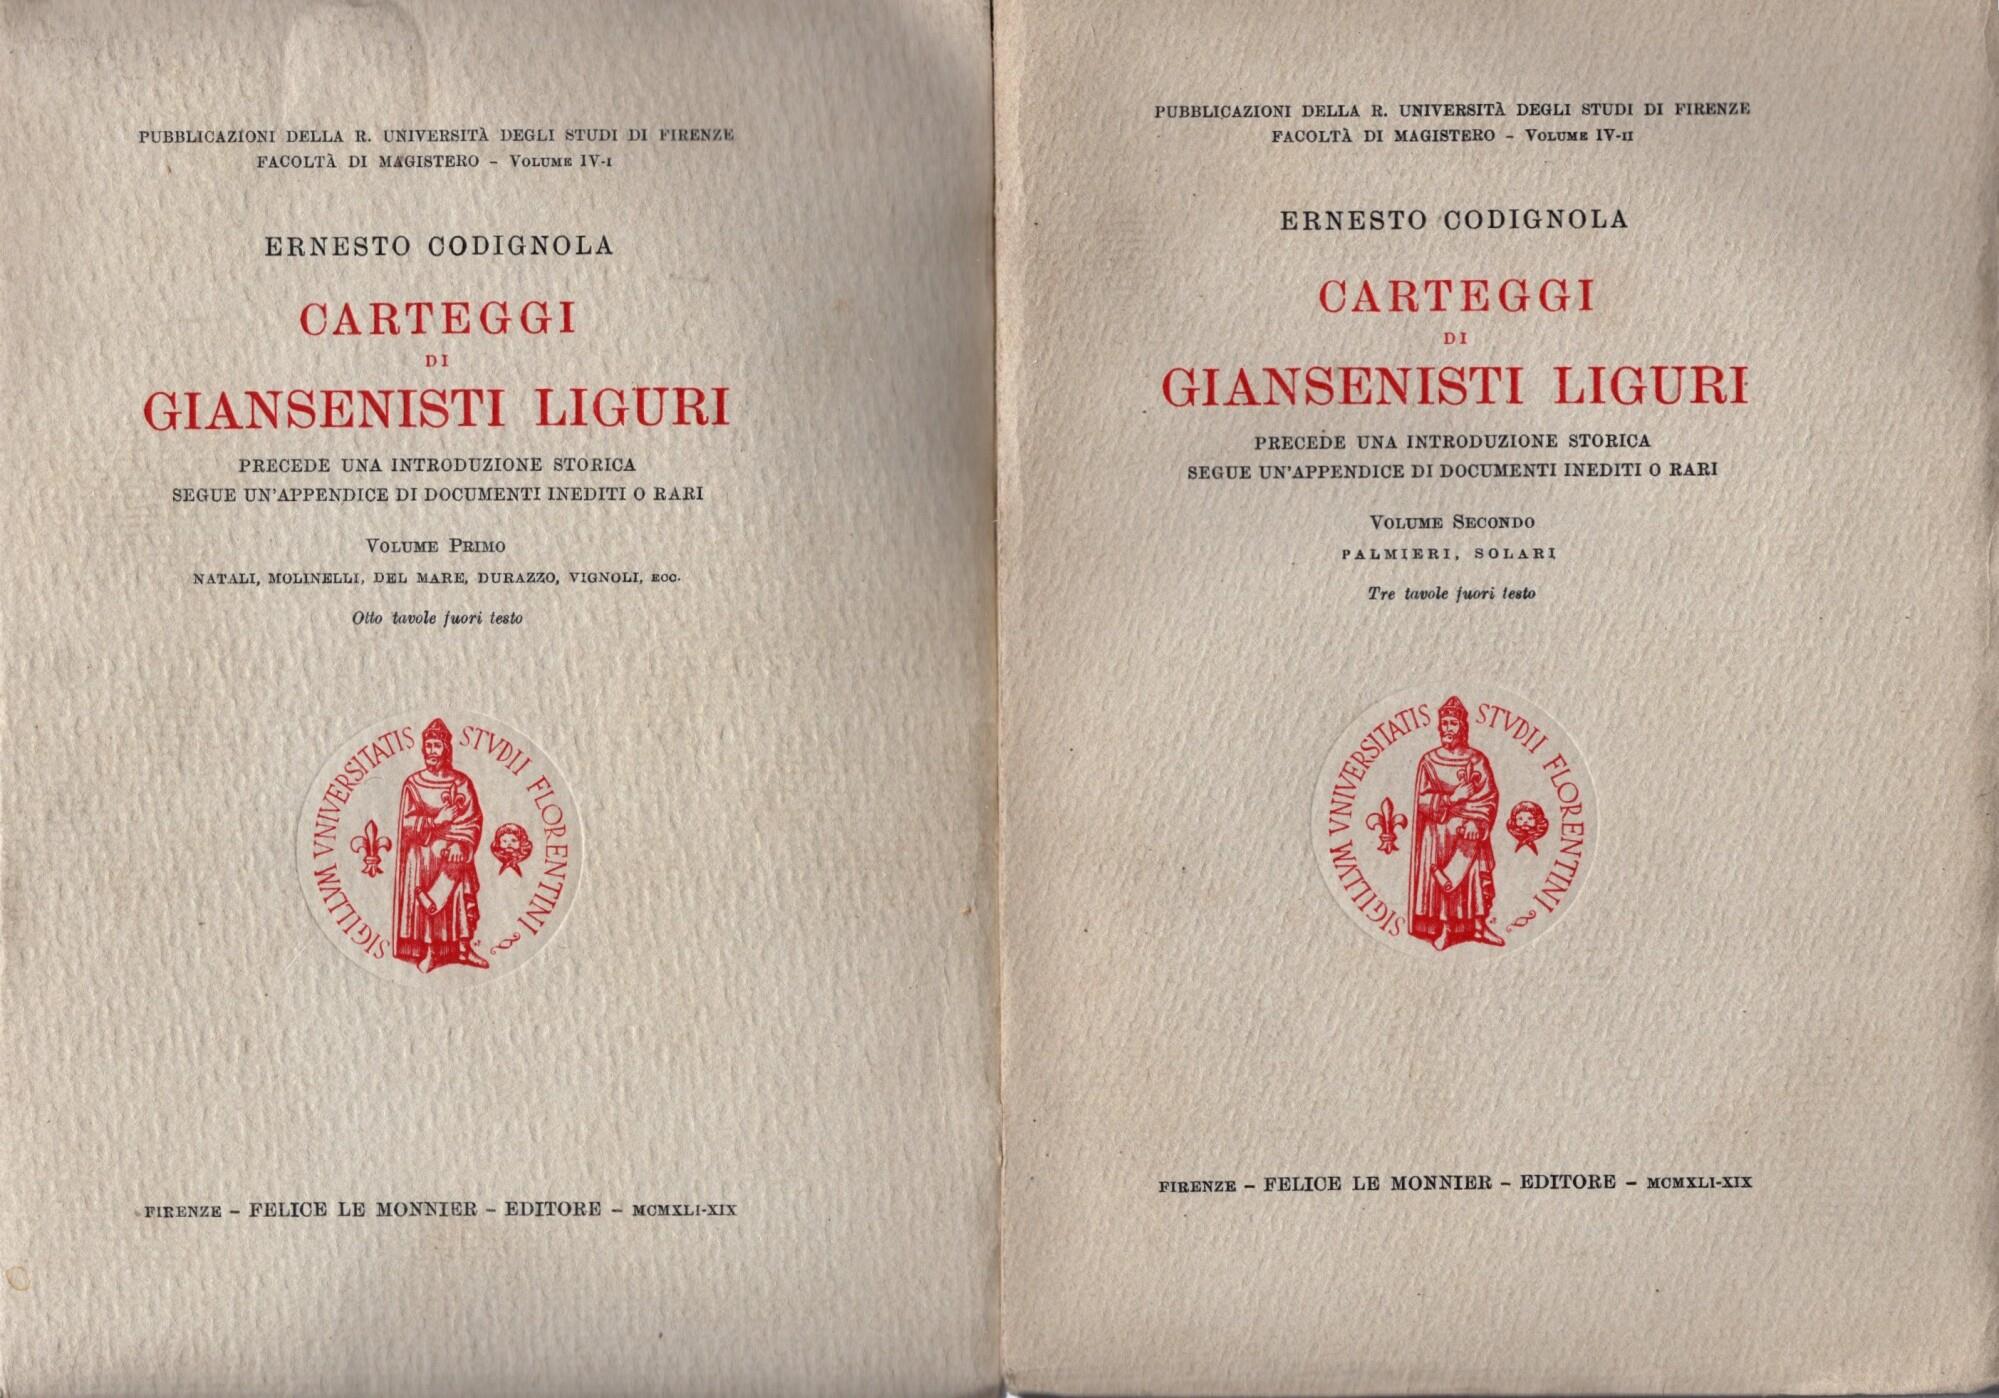 PUBBLICAZIONI DELLA R. UNIVERSITÀ DEGLI STUDI DI FIRENZE
FACOLTÀ DI MAGISTERO – VOLUME IV-I
ERNESTO CODIGNOLA
CARTEGGI
DI
GIANSENISTI LIGURI
PRECEDE UNA INTRODUZIONE STORICA
SEGUE UN'APPENDICE DI DOCUMENTI INEDITI O RARI
VOLUME PRIMO
NATALI, MOLINELLI, DEL MARE, DURAZZO, VIGNOLI, ECC.
Otto tavole fuori testo
SIGILLVM VNIVERSITATIS STVDII FLORENTINI
FIRENZE – FELICE LE MONNIER – EDITORE – MCMXLI-XIX
PUBBLICAZIONI DELLA R. UNIVERSITÀ DEGLI STUDI DI FIRENZE
FACOLTÀ DI MAGISTERO – VOLUME IV-II
ERNESTO CODIGNOLA
CARTEGGI
DI
GIANSENISTI LIGURI
PRECEDE UNA INTRODUZIONE STORICA
SEGUE UN'APPENDICE DI DOCUMENTI INEDITI O RARI
VOLUME SECONDO
PALMIERI, SOLARI
Tre tavole fuori testo
SIGILLVM VNIVERSITATIS STVDII FLORENTINI
FIRENZE – FELICE LE MONNIER – EDITORE – MCMXLI-XIX